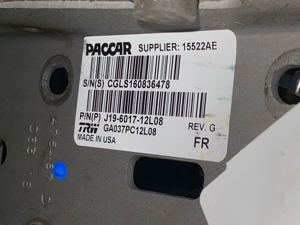 PACCAR SUPPLIER: 15522AE
S/N(S) CGLS160836478
P/N(P) J19-6017-12L08
TRW GA037PC12L08 REV. G
MADE IN USA FR